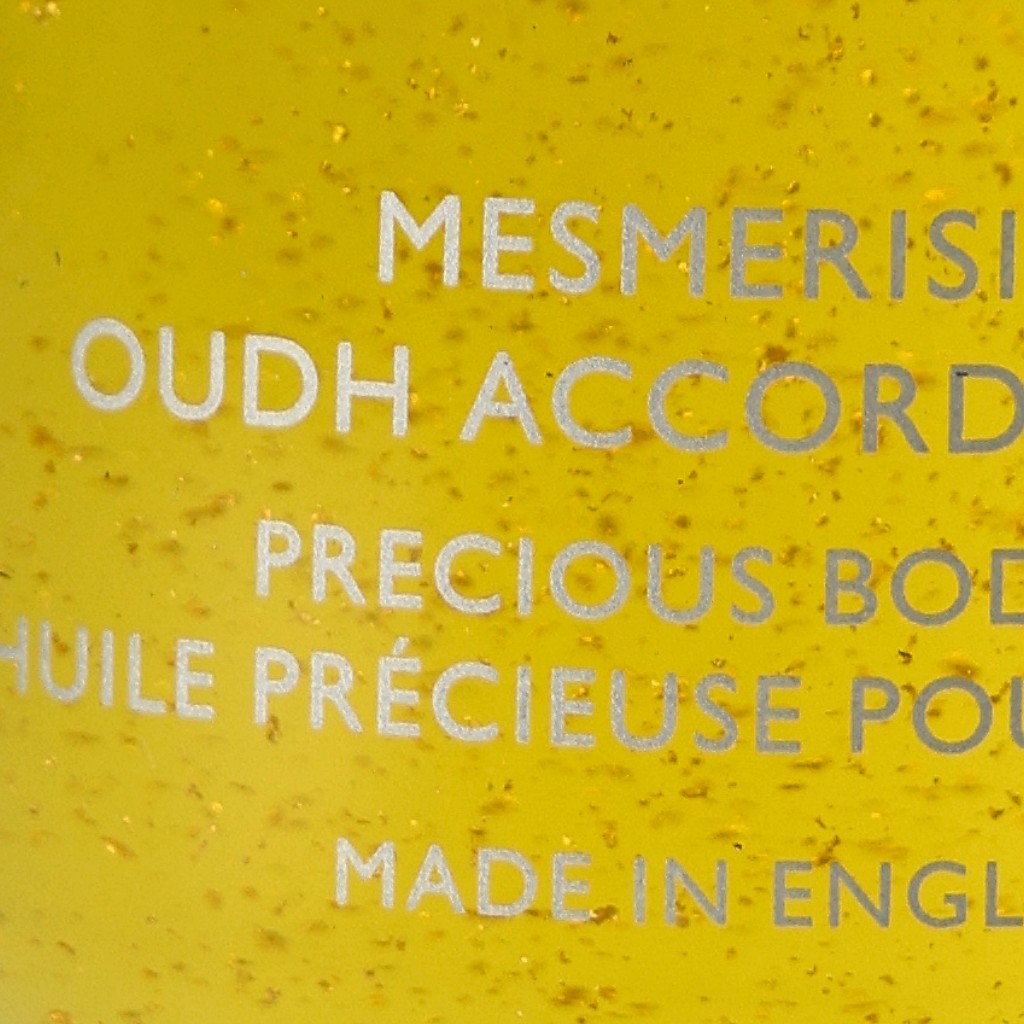 MESMERISI
OUDH ACCORD
PRECIOUS BOD
HUILE PRÉCIEUSE POU
MADE IN ENGL